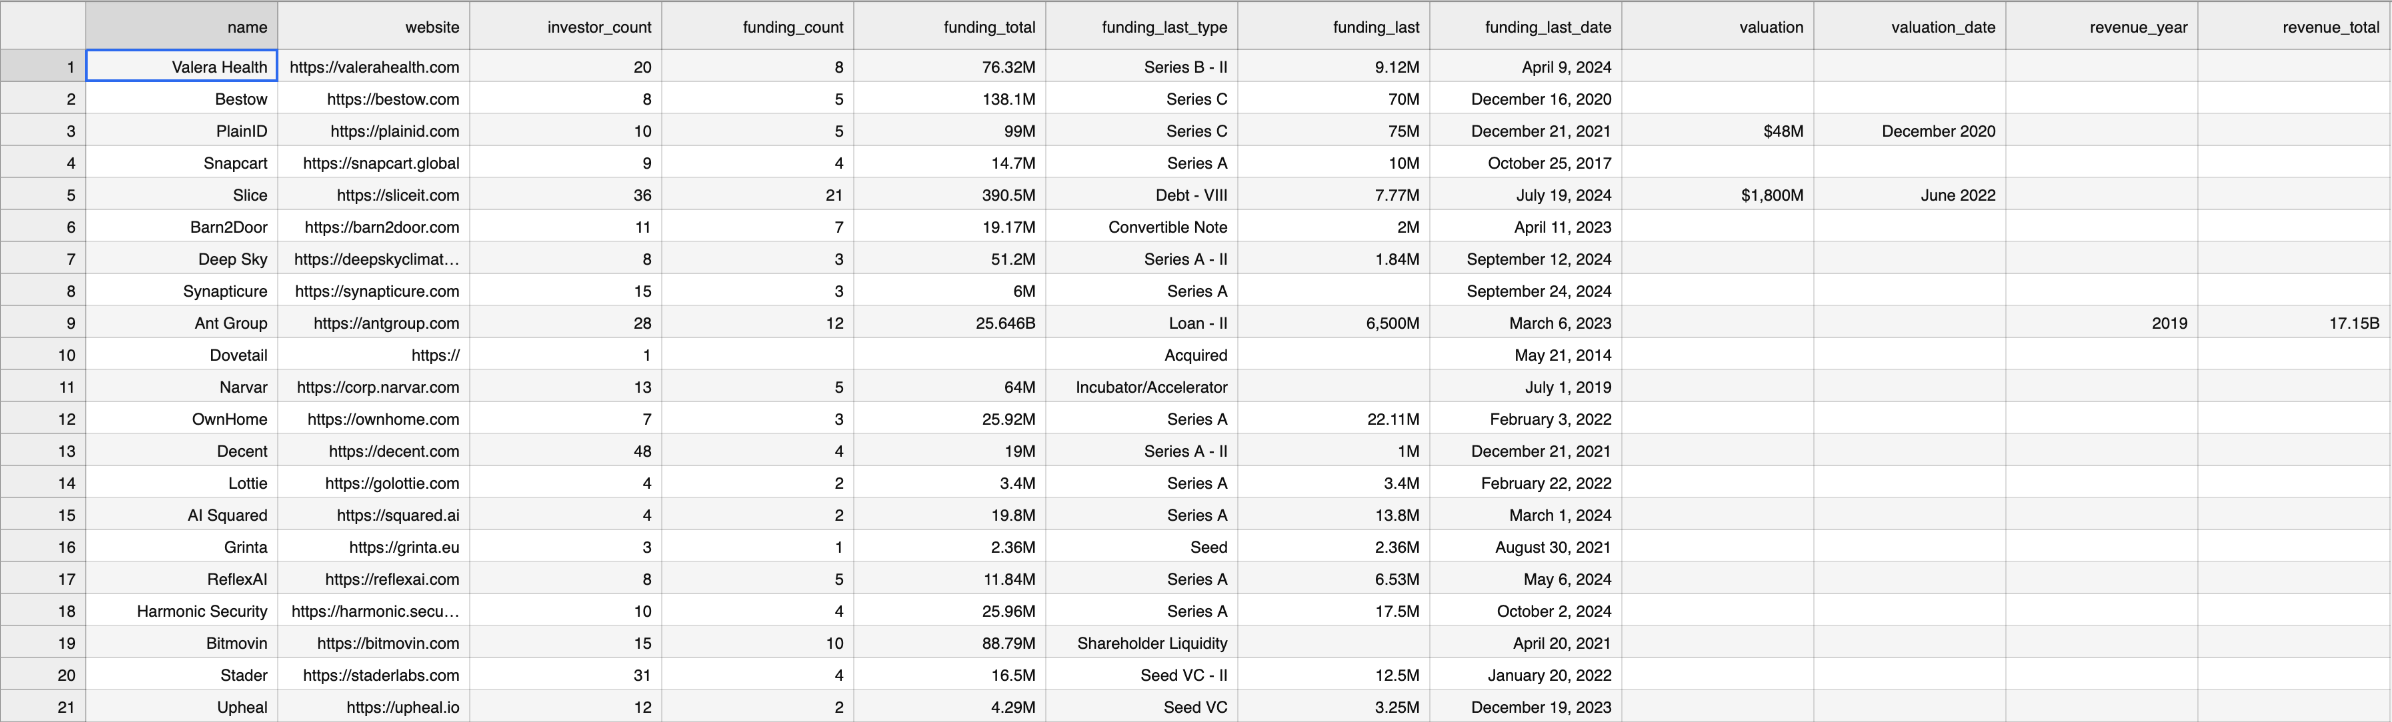 name website investor_count funding_count funding_total funding_last_type funding_last funding_last_date valuation valuation_date revenue_year revenue_total
1 Valera Health https://valerahealth.com 20 8 76.32M Series B - II 9.12M April 9, 2024
2 Bestow https://bestow.com 8 5 138.1M Series C 70M December 16, 2020
3 PlainID https://plainid.com 10 5 99M Series C 75M December 21, 2021 $48M December 2020
4 Snapcart https://snapcart.global 9 4 14.7M Series A 10M October 25, 2017
5 Slice https://sliceit.com 36 21 390.5M Debt - VIII 7.77M July 19, 2024 $1,800M June 2022
6 Barn2Door https://barn2door.com 11 7 19.17M Convertible Note 2M April 11, 2023
7 Deep Sky https://deepskyclimat… 8 3 51.2M Series A - II 1.84M September 12, 2024
8 Synapticure https://synapticure.com 15 3 6M Series A September 24, 2024
9 Ant Group https://antgroup.com 28 12 25.646B Loan - II 6,500M March 6, 2023 2019 17.15B
10 Dovetail https:// 1 Acquired May 21, 2014
11 Narvar https://corp.narvar.com 13 5 64M Incubator/Accelerator July 1, 2019
12 OwnHome https://ownhome.com 7 3 25.92M Series A 22.11M February 3, 2022
13 Decent https://decent.com 48 4 19M Series A - II 1M December 21, 2021
14 Lottie https://golottie.com 4 2 3.4M Series A 3.4M February 22, 2022
15 AI Squared https://squared.ai 4 2 19.8M Series A 13.8M March 1, 2024
16 Grinta https://grinta.eu 3 1 2.36M Seed 2.36M August 30, 2021
17 ReflexAI https://reflexai.com 8 5 11.84M Series A 6.53M May 6, 2024
18 Harmonic Security https://harmonic.secu… 10 4 25.96M Series A 17.5M October 2, 2024
19 Bitmovin https://bitmovin.com 15 10 88.79M Shareholder Liquidity April 20, 2021
20 Stader https://staderlabs.com 31 4 16.5M Seed VC - II 12.5M January 20, 2022
21 Upheal https://upheal.io 12 2 4.29M Seed VC 3.25M December 19, 2023